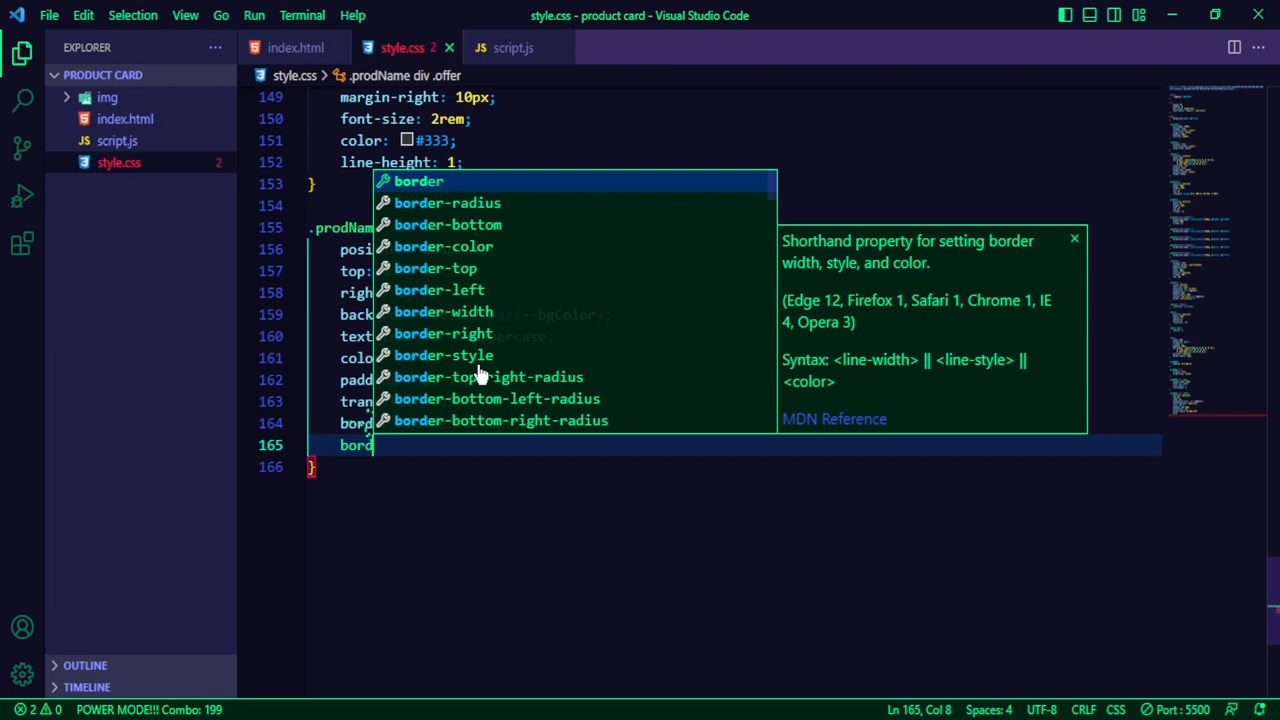 File Edit Selection View Go Run Terminal Help
style.css - product card - Visual Studio Code
EXPLORER
PRODUCT CARD
img
index.html
script.js
style.css 2
OUTLINE
TIMELINE
index.html
style.css 2
script.js
style.css > .prodName div .offer
149 margin-right: 10px;
150 font-size: 2rem;
151 color: #333;
152 line-height: 1;
153 }
154
155 .prodNam
156 posi
157 top:
158 righ
159 back (--bgColor);
160 text percase;
161 colo
162 padd
163 tran
164 bord
165 bord
166 }
border
border-radius
border-bottom
border-color
border-top
border-left
border-width
border-right
border-style
border-top-right-radius
border-bottom-left-radius
border-bottom-right-radius
Shorthand property for setting border
width, style, and color.
(Edge 12, Firefox 1, Safari 1, Chrome 1, IE
4, Opera 3)
Syntax: <line-width> || <line-style> ||
<color>
MDN Reference
2 0 POWER MODE!!! Combo: 199
Ln 165, Col 8 Spaces: 4 UTF-8 CRLF CSS Port : 5500